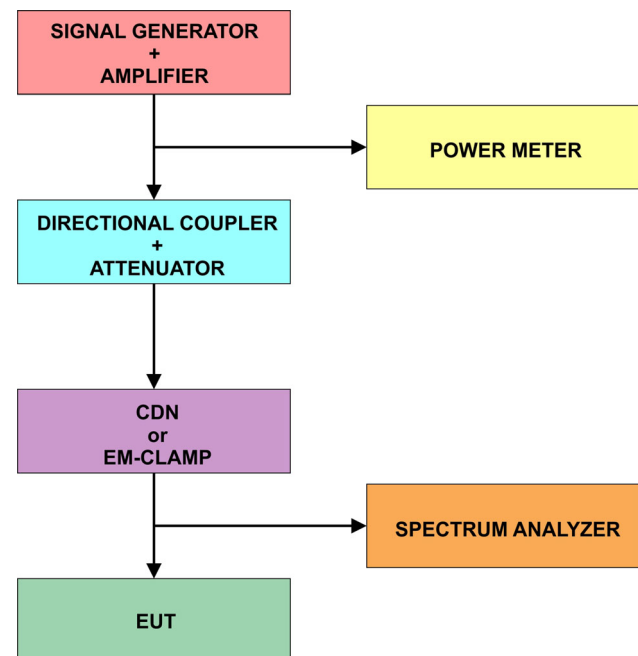 SIGNAL GENERATOR
+
AMPLIFIER
POWER METER
DIRECTIONAL COUPLER
+
ATTENUATOR
CDN
or
EM-CLAMP
SPECTRUM ANALYZER
EUT